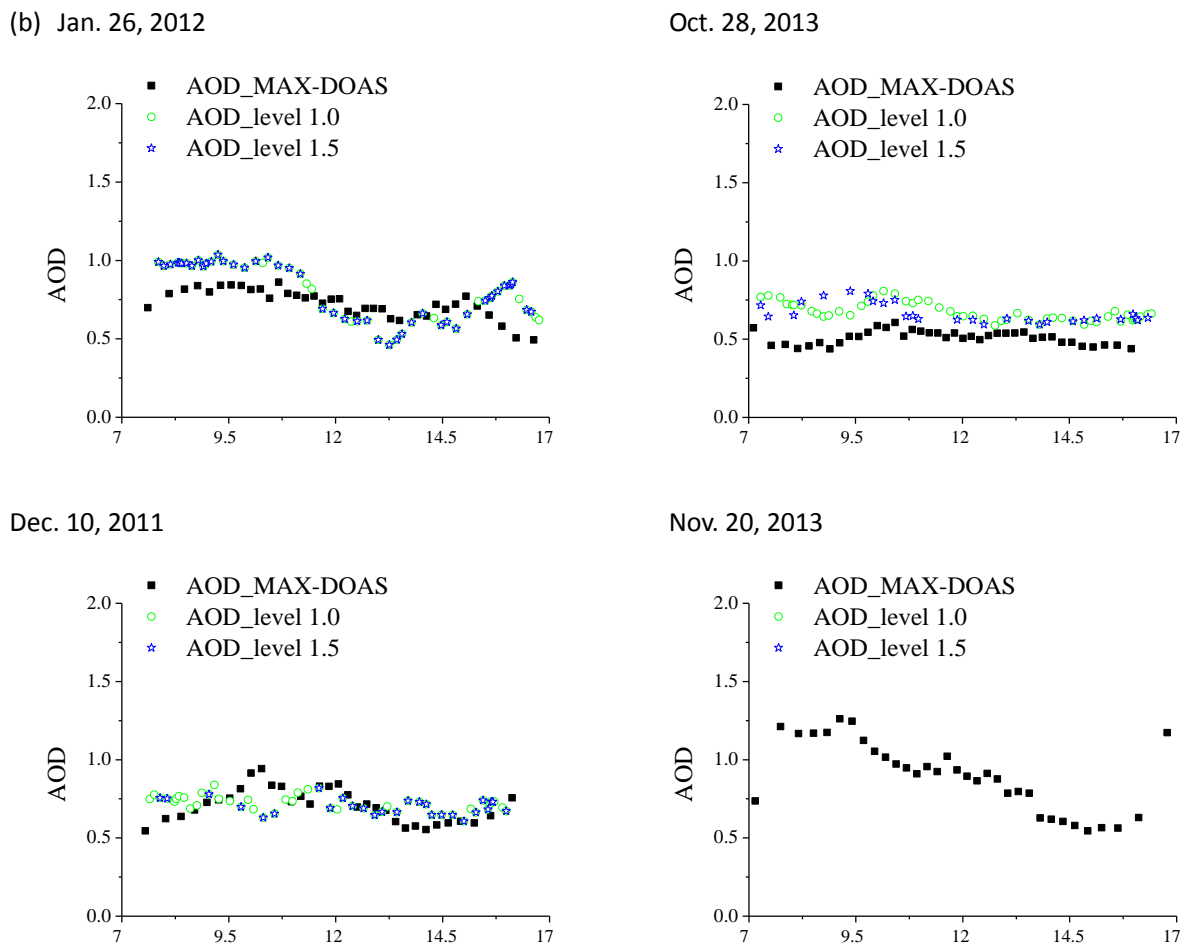 (b) Jan. 26, 2012
AOD_MAX-DOAS
AOD_level 1.0
AOD_level 1.5
2.0
1.5
1.0
0.5
0.0
AOD
7 9.5 12 14.5 17
Oct. 28, 2013
AOD_MAX-DOAS
AOD_level 1.0
AOD_level 1.5
2.0
1.5
1.0
0.5
0.0
AOD
7 9.5 12 14.5 17
Dec. 10, 2011
AOD_MAX-DOAS
AOD_level 1.0
AOD_level 1.5
2.0
1.5
1.0
0.5
0.0
AOD
7 9.5 12 14.5 17
Nov. 20, 2013
AOD_MAX-DOAS
AOD_level 1.0
AOD_level 1.5
2.0
1.5
1.0
0.5
0.0
AOD
7 9.5 12 14.5 17